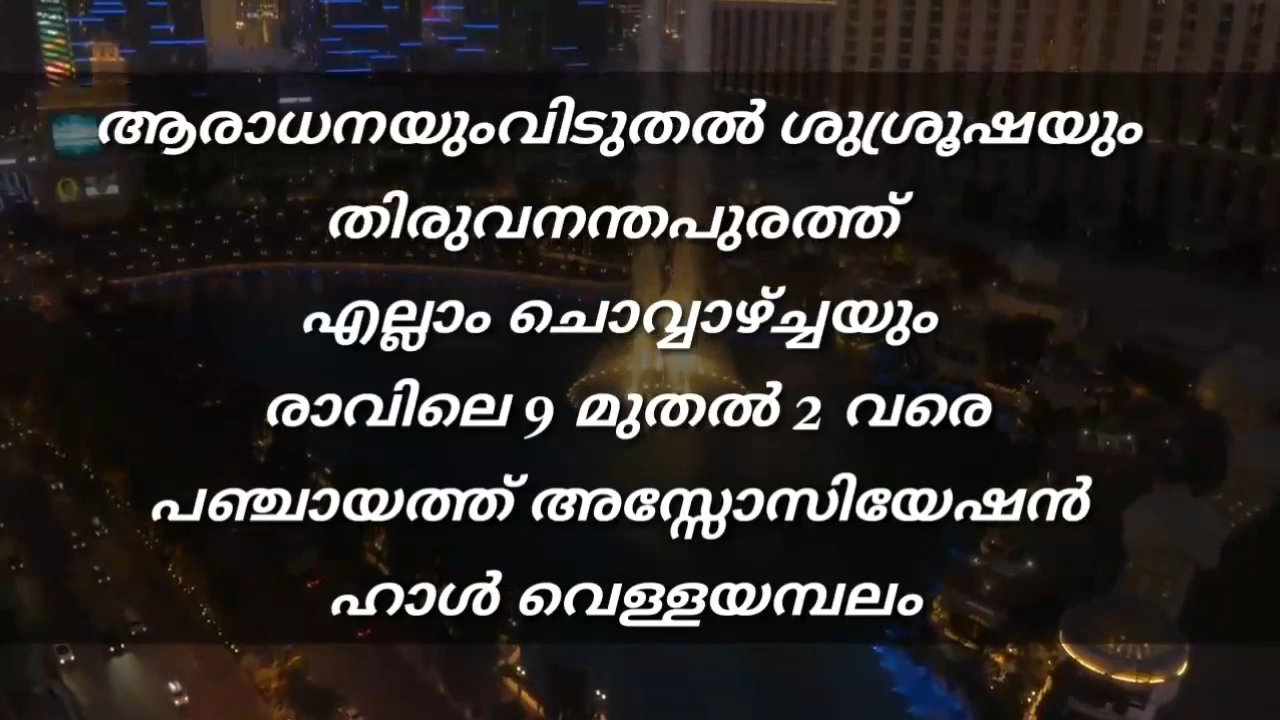 ആരാധനയുംവിടുതൽ ശുശ്രൂഷയും
തിരുവനന്തപുരത്ത്
എല്ലാം ചൊവ്വാഴ്ച്ചയും
രാവിലെ 9 മുതൽ 2 വരെ
പഞ്ചായത്ത് അസ്സോസിയേഷൻ
ഹാൾ വെള്ളയമ്പലം